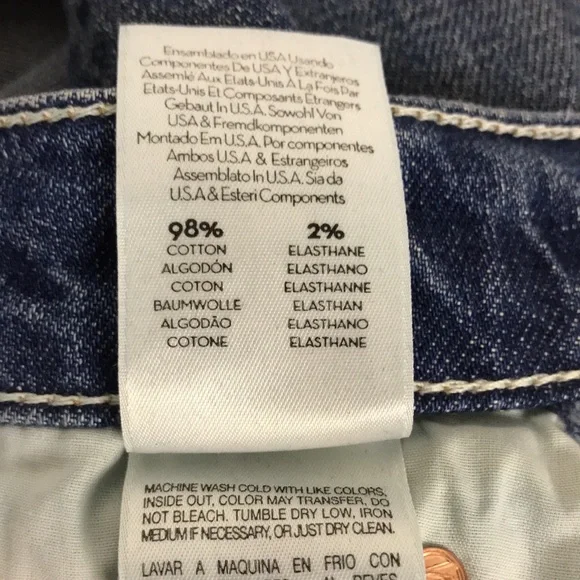 Ensamblado en USA Usando
Componentes De USA Y Extranjeros
Assemlé Aux Etats-Unis À La Fois Par
Etats-Unis Et Composants Etrangers
Gebaut In U.S.A. Sowohl Von
USA & Fremdkomponenten
Montado Em U.S.A. Por componentes
Ambos U.S.A & Estrangeiros
Assemblato In U.S.A. Sia da
U.S.A & Esteri Components
98% 2%
COTTON ELASTHANE
ALGODÓN ELASTHANO
COTON ELASTHANNE
BAUMWOLLE ELASTHAN
ALGODÃO ELASTHANO
COTONE ELASTHANE
MACHINE WASH COLD WITH LIKE COLORS,
INSIDE OUT, COLOR MAY TRANSFER, DO
NOT BLEACH. TUMBLE DRY LOW, IRON
MEDIUM IF NECESSARY, OR JUST DRY CLEAN.
LAVAR A MAQUINA EN FRIO CON